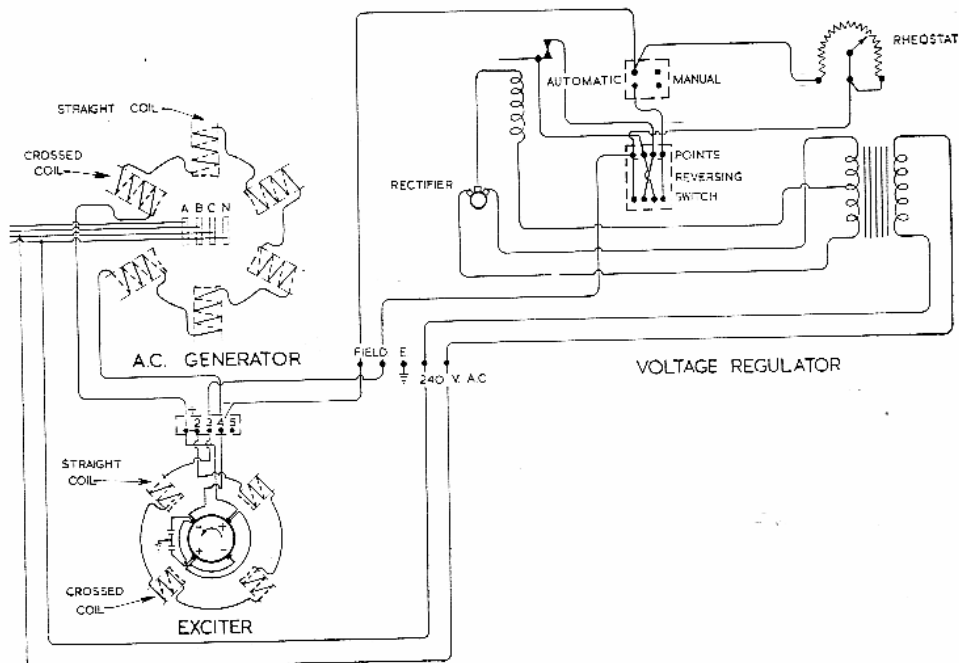 RHEOSTAT
AUTOMATIC
MANUAL
STRAIGHT COIL
CROSSED
COIL
POINTS
REVERSING
SWITCH
RECTIFIER
A B C N
A.C. GENERATOR
FIELD E
240 V. A.C
VOLTAGE REGULATOR
2 3 4 5
STRAIGHT
COIL
- +
+ -
CROSSED
COIL
EXCITER